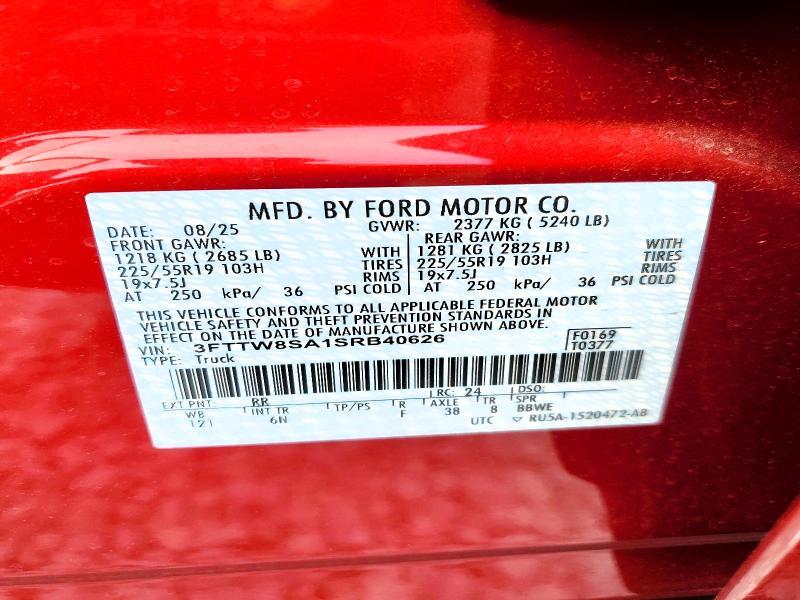 MFD. BY FORD MOTOR CO.
DATE: 08/25 GVWR: 2377 KG ( 5240 LB)
FRONT GAWR: REAR GAWR:
1218 KG ( 2685 LB) WITH 1281 KG ( 2825 LB) WITH
225/55R19 103H TIRES 225/55R19 103H TIRES
19x7.5J RIMS 19x7.5J RIMS
AT 250 kPa/ 36 PSI COLD AT 250 kPa/ 36 PSI COLD
THIS VEHICLE CONFORMS TO ALL APPLICABLE FEDERAL MOTOR
VEHICLE SAFETY AND THEFT PREVENTION STANDARDS IN
EFFECT ON THE DATE OF MANUFACTURE SHOWN ABOVE.
VIN: 3FTTW8SA1SRB40626 F0169
TYPE: Truck T0377
EXT PNT: RR RC: 24 DSO:
WB INT TR TP/PS R AXLE TR SPR
121 6N F 38 8 BBWE
UTC ▽ RU5A-1520472-AB